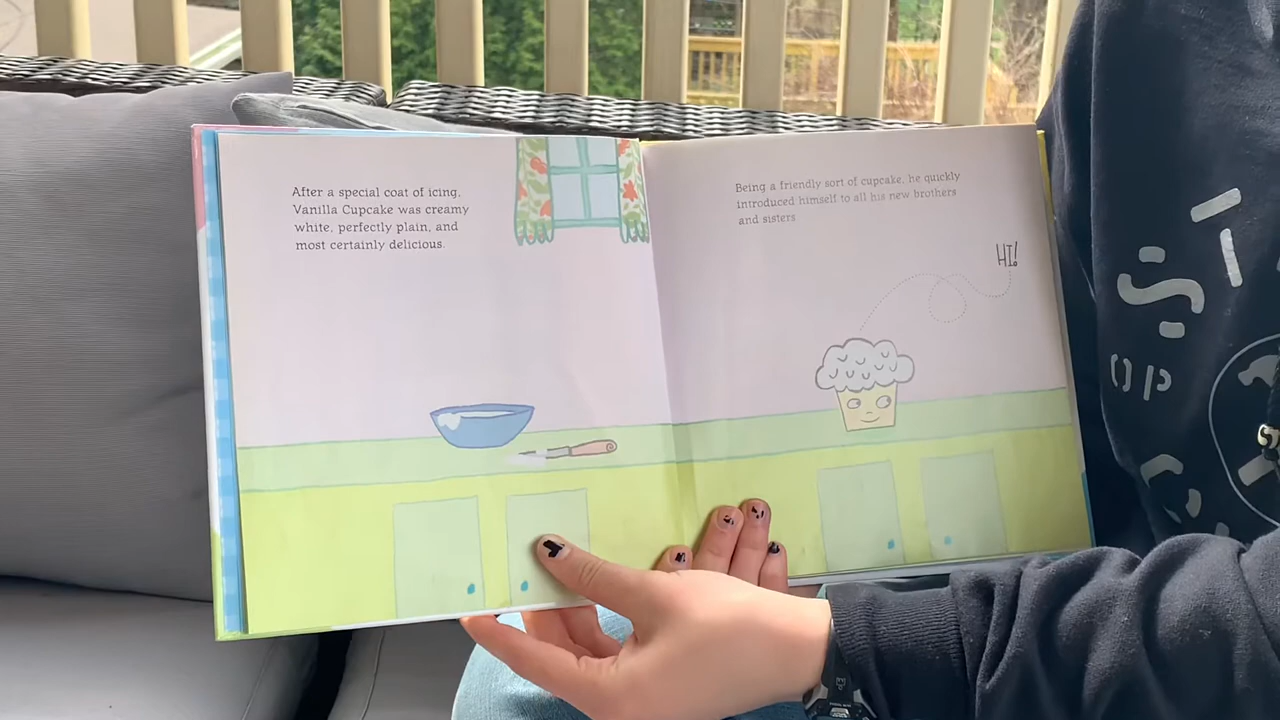 After a special coat of icing,
Vanilla Cupcake was creamy
white, perfectly plain, and
most certainly delicious.
Being a friendly sort of cupcake, he quickly
introduced himself to all his new brothers
and sisters
HI!